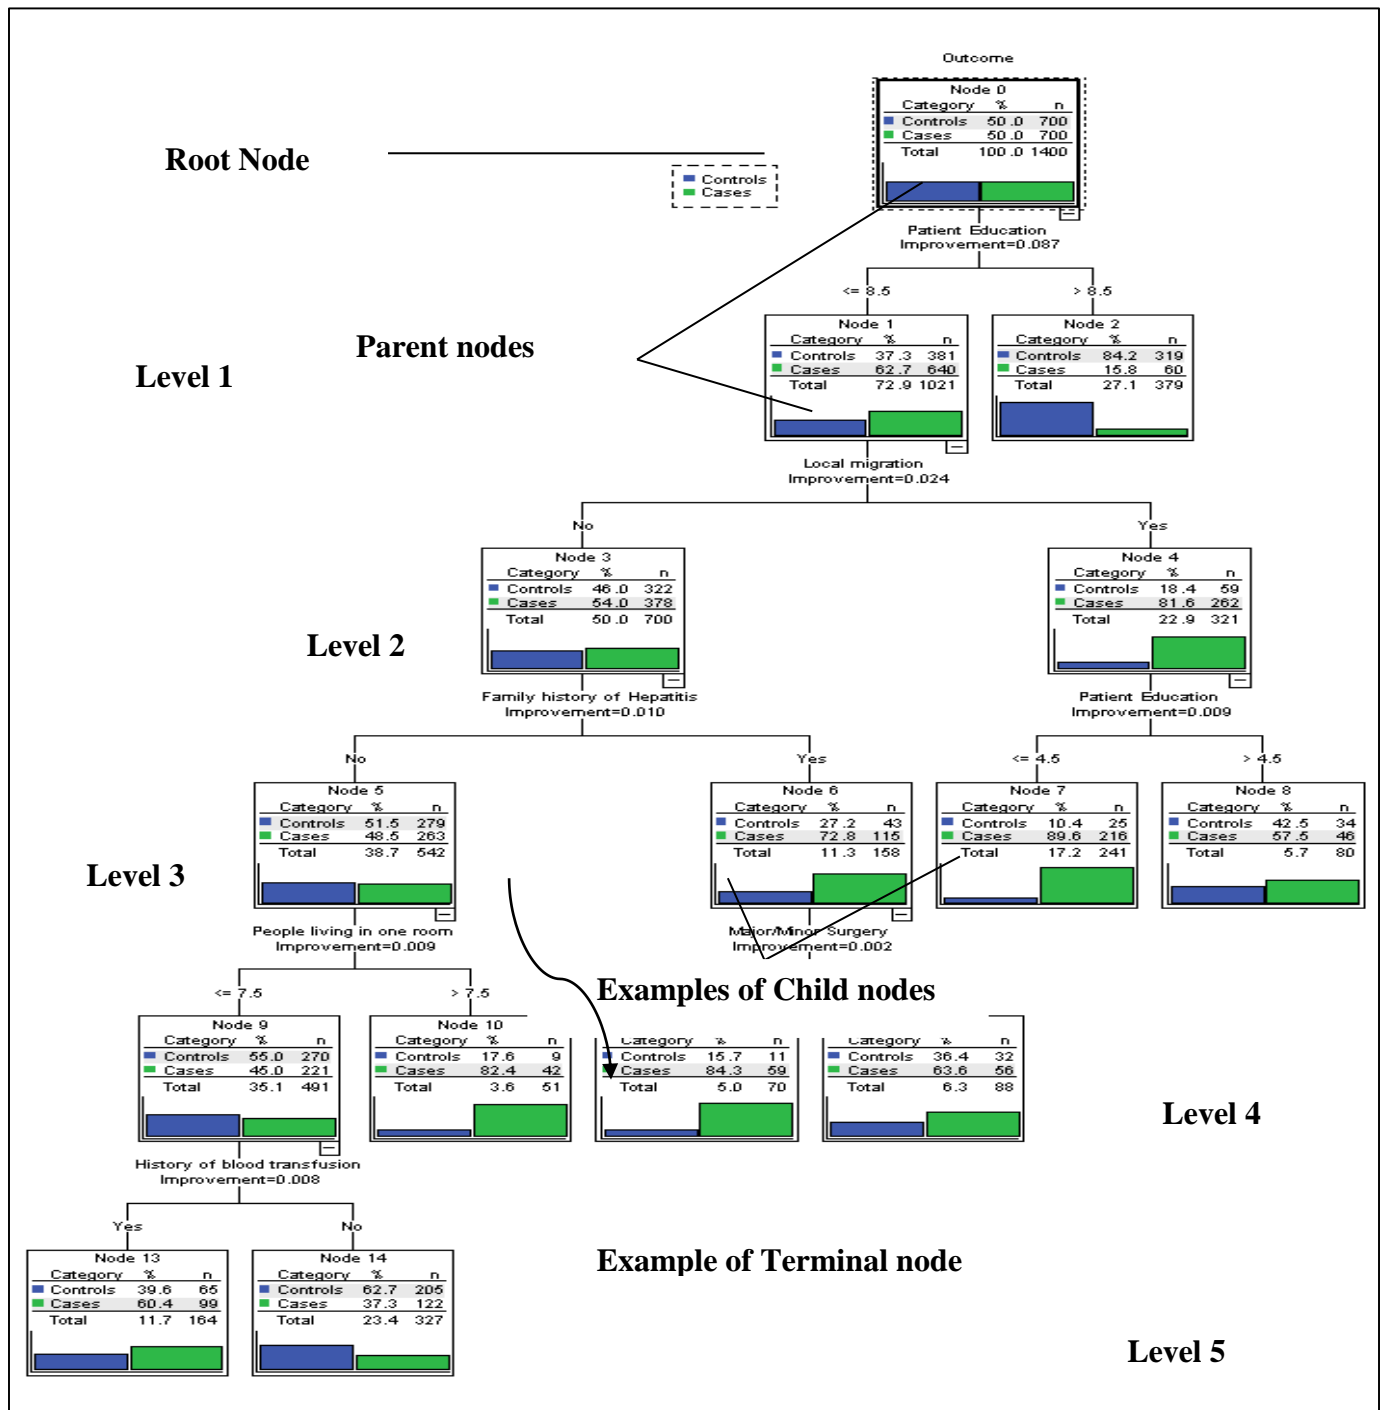 Outcome
Node 0
Category % n
Controls 50.0 700
Cases 50.0 700
Total 100.0 1400
Root Node
Controls
Cases
Patient Education
Improvement=0.087
<= 8.5
> 8.5
Parent nodes
Level 1
Node 1
Category % n
Controls 37.3 381
Cases 62.7 640
Total 72.9 1021
Node 2
Category % n
Controls 84.2 319
Cases 15.8 60
Total 27.1 379
Local migration
Improvement=0.024
No
Yes
Level 2
Node 3
Category % n
Controls 46.0 322
Cases 54.0 378
Total 50.0 700
Node 4
Category % n
Controls 18.4 59
Cases 81.6 262
Total 22.9 321
Family history of Hepatitis
Improvement=0.010
Patient Education
Improvement=0.009
No
Yes
<= 4.5
> 4.5
Level 3
Node 5
Category % n
Controls 51.5 279
Cases 48.5 263
Total 38.7 542
Node 6
Category % n
Controls 27.2 43
Cases 72.8 115
Total 11.3 158
Node 7
Category % n
Controls 10.4 25
Cases 89.6 216
Total 17.2 241
Node 8
Category % n
Controls 42.5 34
Cases 57.5 46
Total 5.7 80
People living in one room
Improvement=0.009
Major/Minor Surgery
Improvement=0.002
<= 7.5
> 7.5
Examples of Child nodes
Node 9
Category % n
Controls 55.0 270
Cases 45.0 221
Total 35.1 491
Node 10
Category % n
Controls 17.6 9
Cases 82.4 42
Total 3.6 51
Category % n
Controls 15.7 11
Cases 84.3 59
Total 5.0 70
Category % n
Controls 36.4 32
Cases 63.6 56
Total 6.3 88
Level 4
History of blood transfusion
Improvement=0.008
Yes
No
Node 13
Category % n
Controls 39.6 65
Cases 60.4 99
Total 11.7 164
Node 14
Category % n
Controls 62.7 205
Cases 37.3 122
Total 23.4 327
Example of Terminal node
Level 5